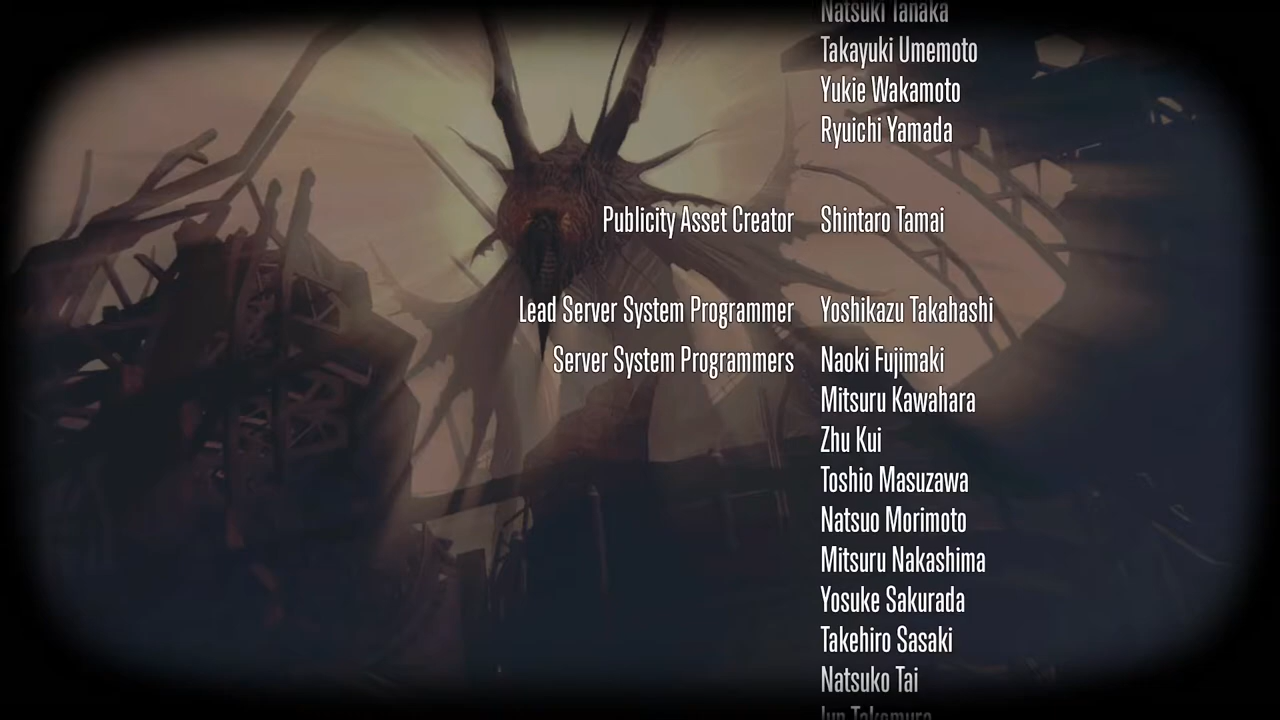 Natsuki Tanaka
Takayuki Umemoto
Yukie Wakamoto
Ryuichi Yamada
Publicity Asset Creator Shintaro Tamai
Lead Server System Programmer Yoshikazu Takahashi
Server System Programmers Naoki Fujimaki
Mitsuru Kawahara
Zhu Kui
Toshio Masuzawa
Natsuo Morimoto
Mitsuru Nakashima
Yosuke Sakurada
Takehiro Sasaki
Natsuko Tai